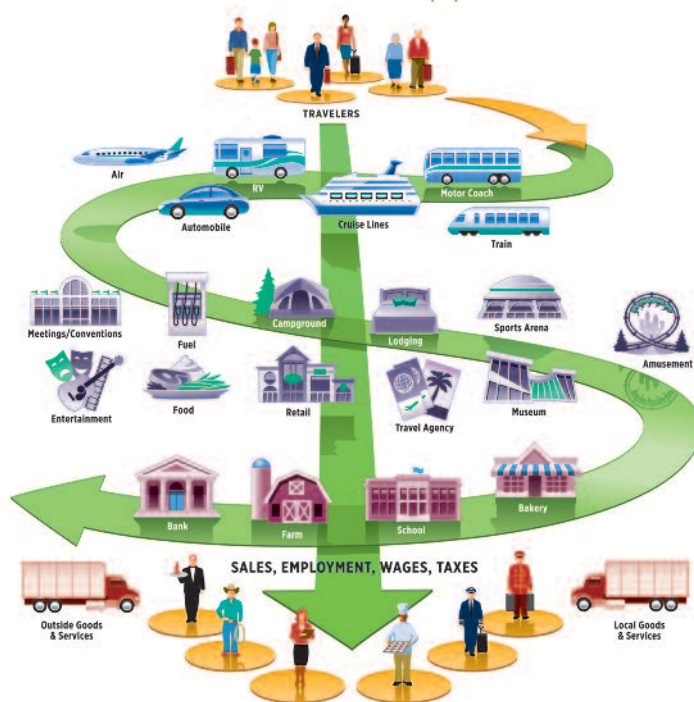 TRAVELERS
Air
RV
Motor Coach
Automobile
Cruise Lines
Train
Meetings/Conventions
Fuel
Campground
Lodging
Sports Arena
Amusement
Entertainment
Food
Retail
Travel Agency
Museum
Bank
Farm
School
Bakery
SALES, EMPLOYMENT, WAGES, TAXES
Outside Goods
& Services
Local Goods
& Services